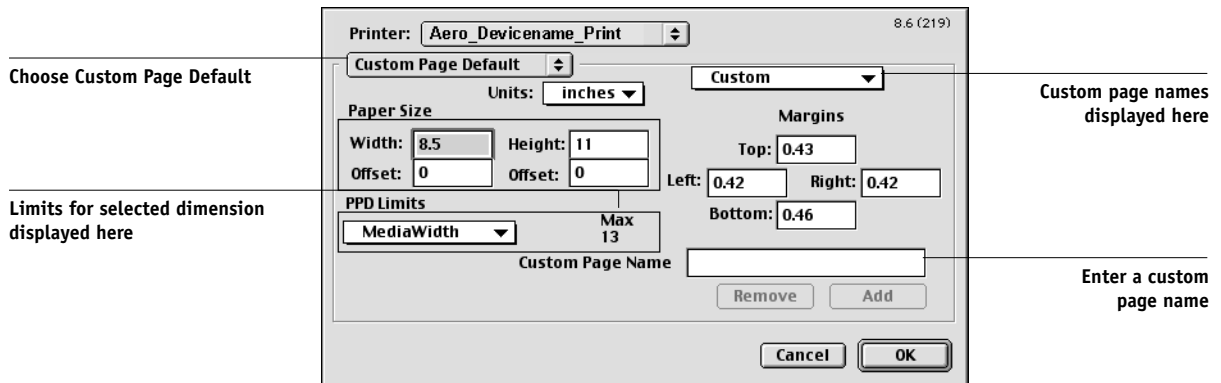 8.6 (219)
Printer: Aero_Devicename_Print
Choose Custom Page Default
Custom Page Default
Custom
Custom page names
displayed here
Units: inches
Paper Size
Margins
Width: 8.5 Height: 11
Top: 0.43
Offset: 0 Offset: 0
Left: 0.42 Right: 0.42
Limits for selected dimension
displayed here
PPD Limits
Bottom: 0.46
MediaWidth
Max
13
Custom Page Name
Enter a custom
page name
Remove Add
Cancel OK